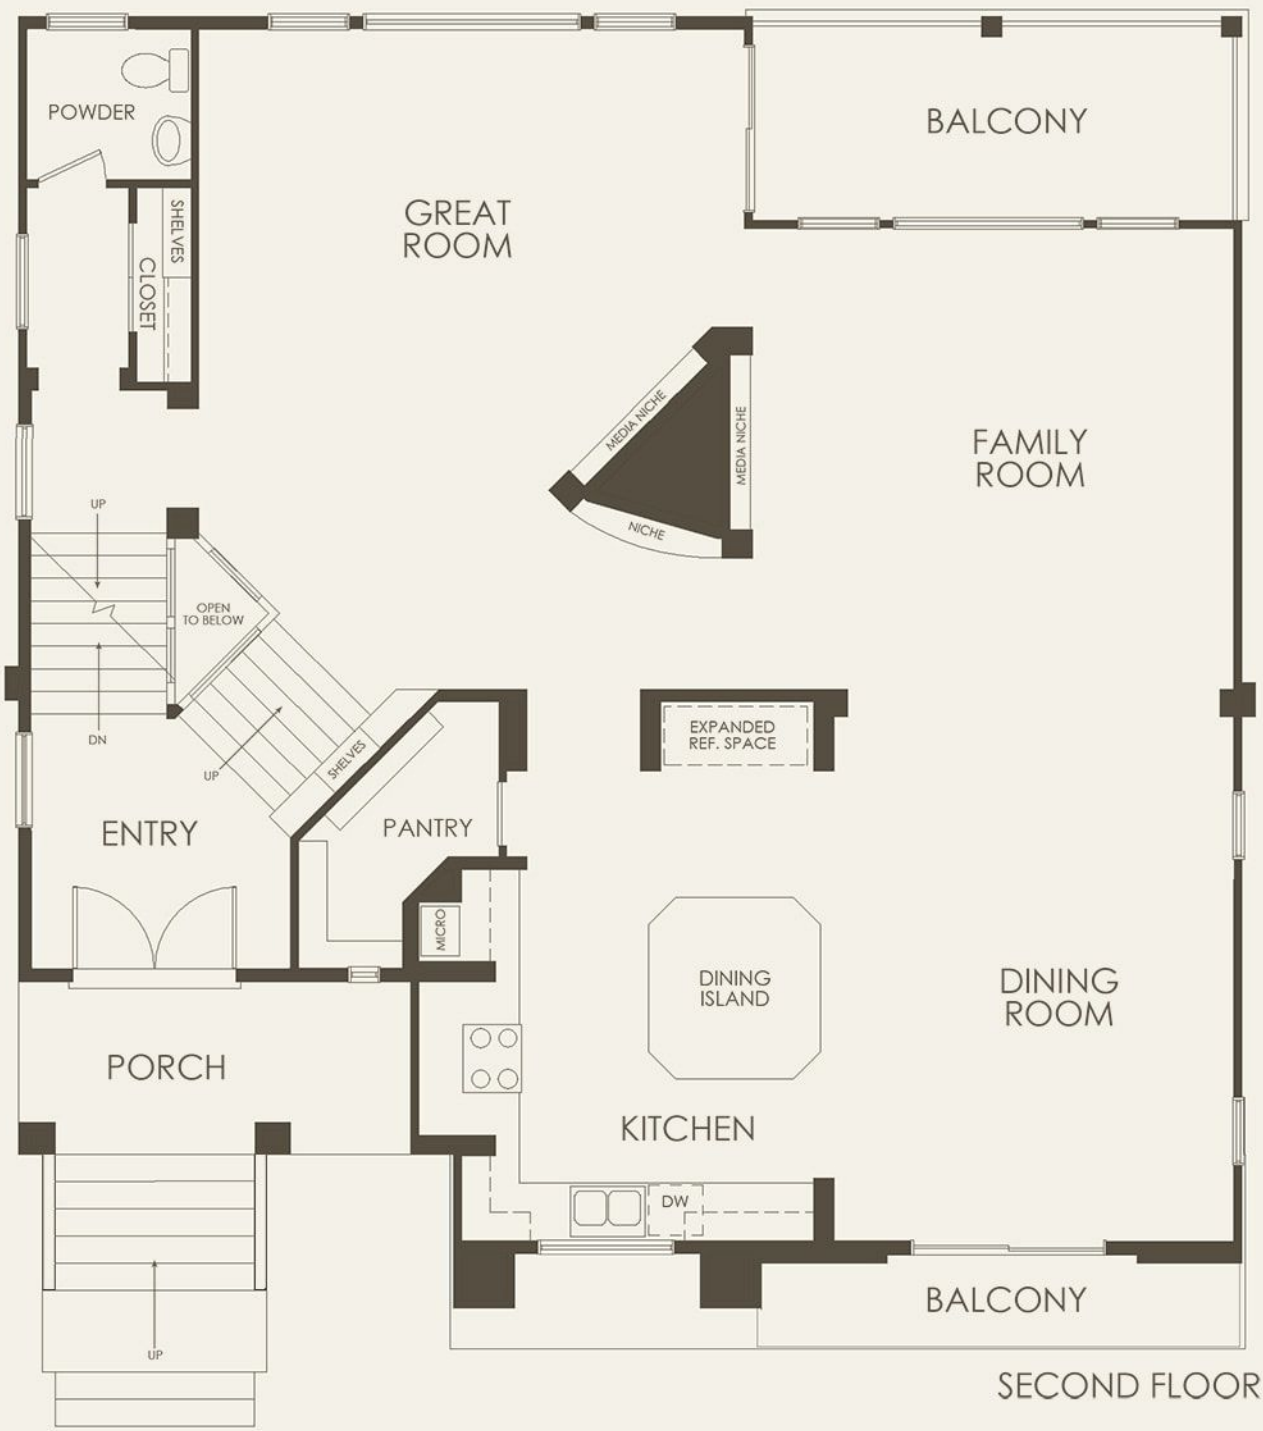 POWDER
BALCONY
SHELVES
GREAT
ROOM
CLOSET
MEDIA NICHE
MEDIA NICHE
FAMILY
ROOM
UP
NICHE
OPEN
TO BELOW
EXPANDED
REF. SPACE
DN
SHELVES
UP
ENTRY
PANTRY
MICRO
DINING
ISLAND
DINING
ROOM
PORCH
KITCHEN
DW
BALCONY
UP
SECOND FLOOR